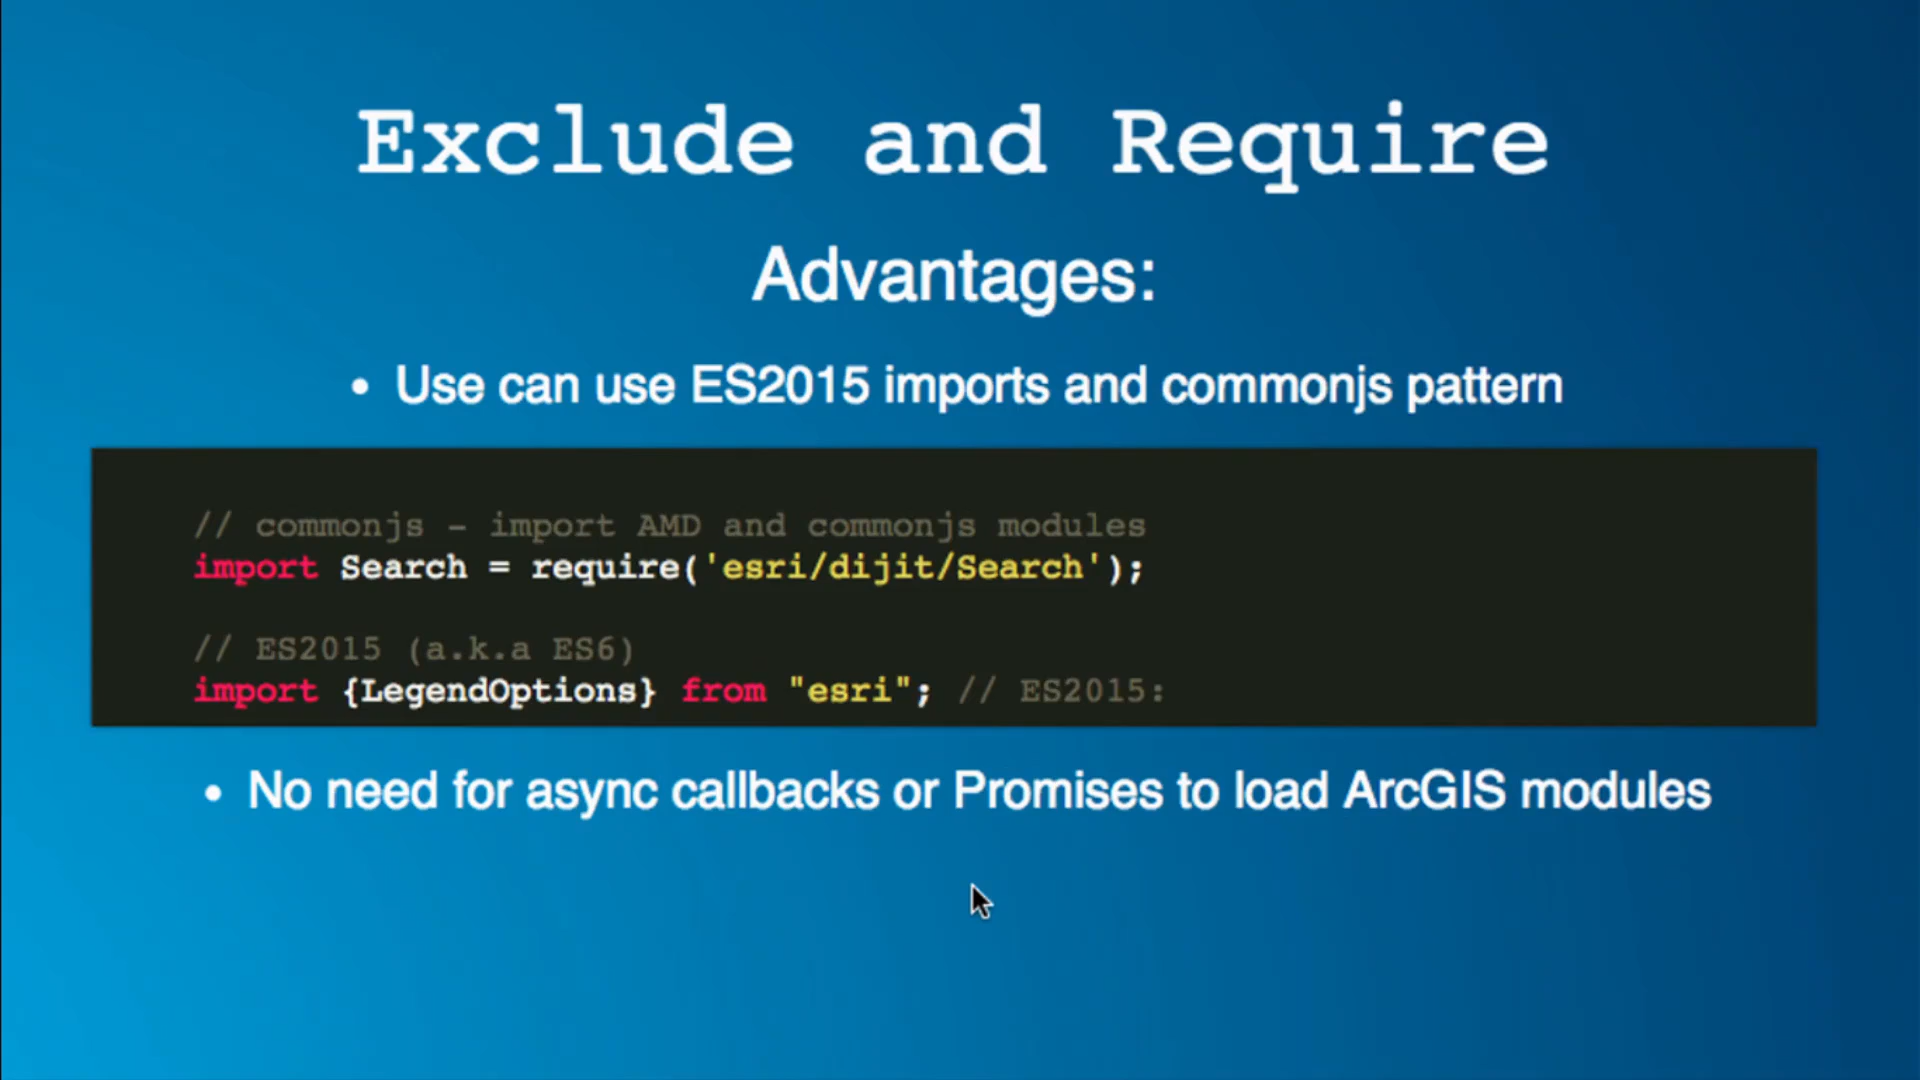 Exclude and Require
Advantages:
• Use can use ES2015 imports and commonjs pattern
// commonjs - import AMD and commonjs modules
import Search = require('esri/dijit/Search');
// ES2015 (a.k.a ES6)
import {LegendOptions} from "esri"; // ES2015:
• No need for async callbacks or Promises to load ArcGIS modules